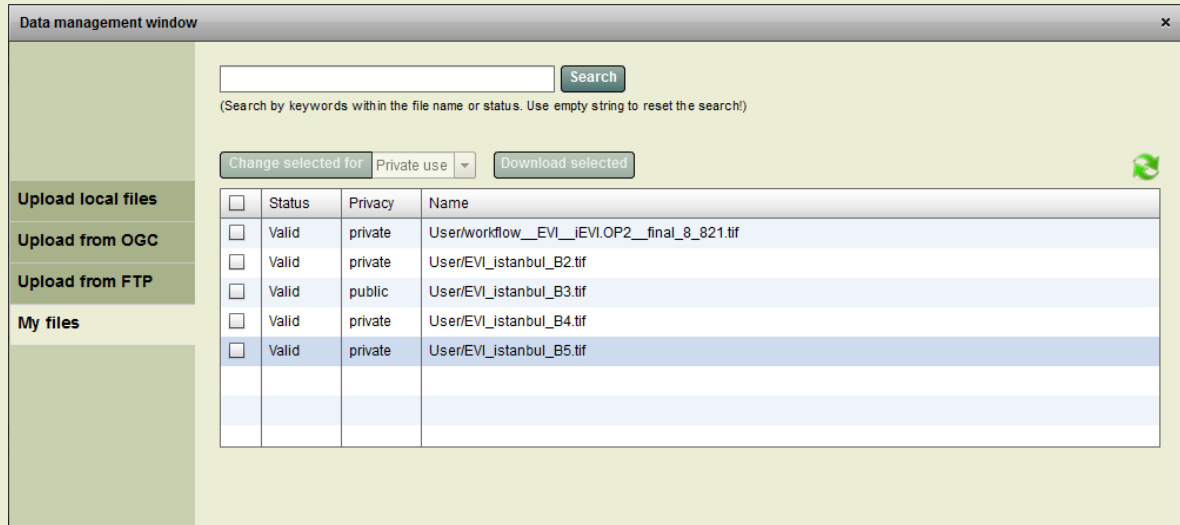 Data management window ×
Search
(Search by keywords within the file name or status. Use empty string to reset the search!)
Change selected for Private use Download selected
Upload local files
Upload from OGC
Upload from FTP
My files
Status Privacy Name
Valid private User/workflow__EVI__iEVI.OP2__final_8_821.tif
Valid private User/EVI_istanbul_B2.tif
Valid public User/EVI_istanbul_B3.tif
Valid private User/EVI_istanbul_B4.tif
Valid private User/EVI_istanbul_B5.tif